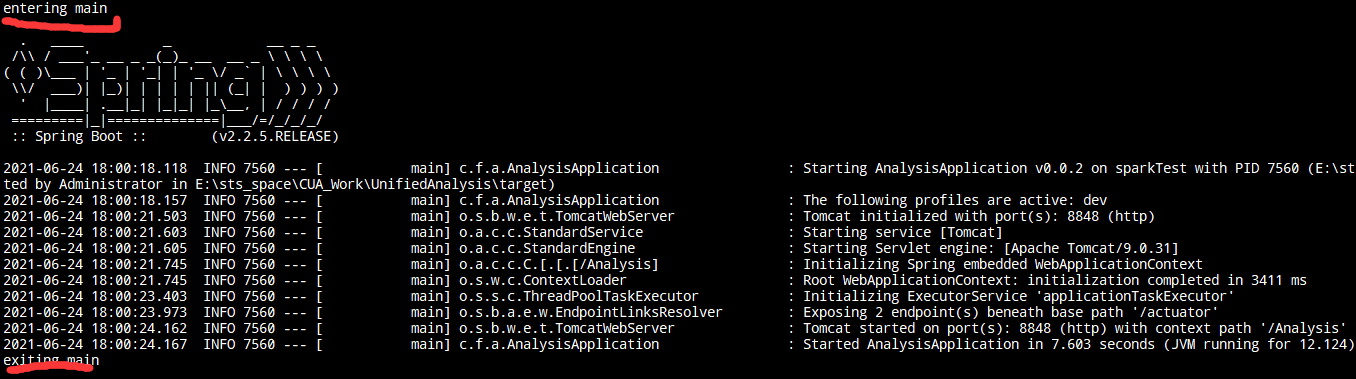 entering main
  .   ____          _            __ _ _
 /\\ / ___'_ __ _ _(_)_ __  __ _ \ \ \ \
( ( )\___ | '_ | '_| | '_ \/ _` | \ \ \ \
 \\/  ___)| |_)| | | | | || (_| |  ) ) ) )
  '  |____| .__|_| |_|_| |_\__, | / / / /
 =========|_|==============|___/=/_/_/_/
 :: Spring Boot ::        (v2.2.5.RELEASE)
2021-06-24 18:00:18.118  INFO 7560 --- [           main] c.f.a.AnalysisApplication                : Starting AnalysisApplication v0.0.2 on sparkTest with PID 7560 (E:\st
ted by Administrator in E:\sts_space\CUA_Work\UnifiedAnalysis\target)
2021-06-24 18:00:18.157  INFO 7560 --- [           main] c.f.a.AnalysisApplication                : The following profiles are active: dev
2021-06-24 18:00:21.503  INFO 7560 --- [           main] o.s.b.w.e.t.TomcatWebServer              : Tomcat initialized with port(s): 8848 (http)
2021-06-24 18:00:21.603  INFO 7560 --- [           main] o.a.c.c.StandardService                  : Starting service [Tomcat]
2021-06-24 18:00:21.605  INFO 7560 --- [           main] o.a.c.c.StandardEngine                   : Starting Servlet engine: [Apache Tomcat/9.0.31]
2021-06-24 18:00:21.745  INFO 7560 --- [           main] o.a.c.c.C.[.[.[/Analysis]                : Initializing Spring embedded WebApplicationContext
2021-06-24 18:00:21.745  INFO 7560 --- [           main] o.s.w.c.ContextLoader                    : Root WebApplicationContext: initialization completed in 3411 ms
2021-06-24 18:00:23.403  INFO 7560 --- [           main] o.s.s.c.ThreadPoolTaskExecutor           : Initializing ExecutorService 'applicationTaskExecutor'
2021-06-24 18:00:23.973  INFO 7560 --- [           main] o.s.b.a.e.w.EndpointLinksResolver        : Exposing 2 endpoint(s) beneath base path '/actuator'
2021-06-24 18:00:24.162  INFO 7560 --- [           main] o.s.b.w.e.t.TomcatWebServer              : Tomcat started on port(s): 8848 (http) with context path '/Analysis'
2021-06-24 18:00:24.167  INFO 7560 --- [           main] c.f.a.AnalysisApplication                : Started AnalysisApplication in 7.603 seconds (JVM running for 12.124)
exiting main